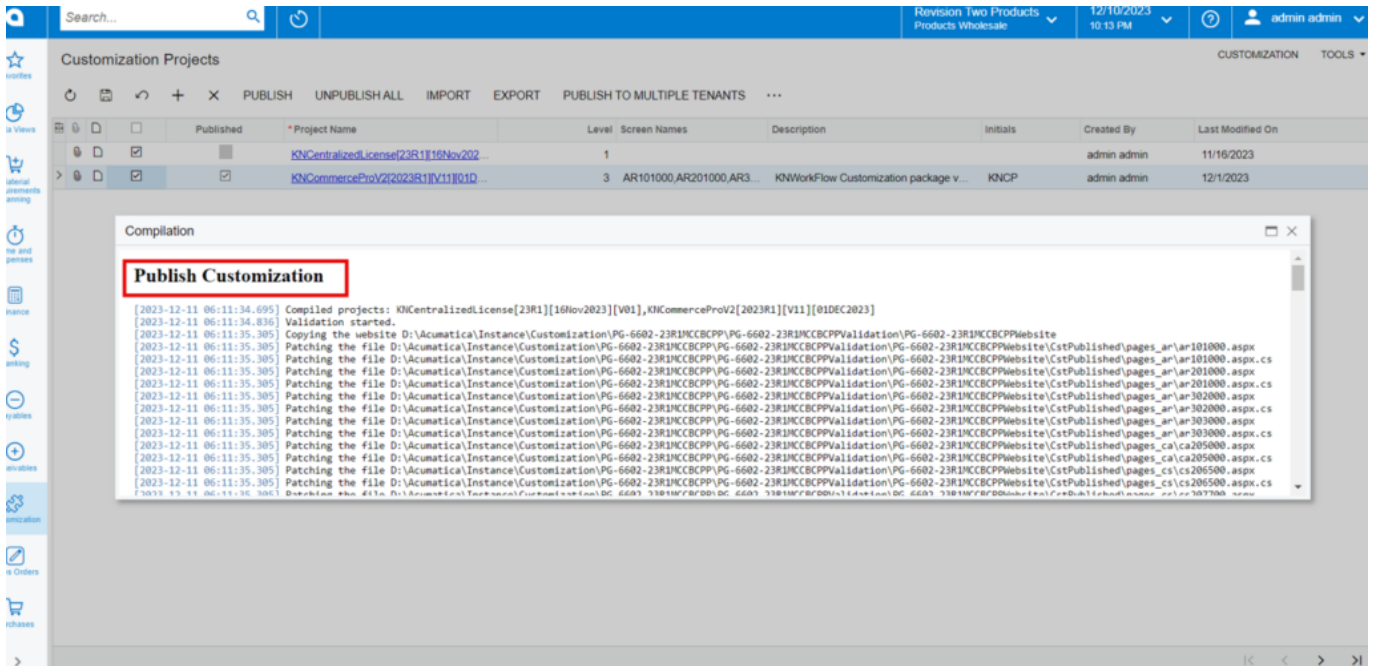 Search...
Revision Two Products
Products Wholesale
12/10/2023
10:13 PM
admin admin
Customization Projects
CUSTOMIZATION TOOLS
PUBLISH UNPUBLISH ALL IMPORT EXPORT PUBLISH TO MULTIPLE TENANTS ...
Published * Project Name Level Screen Names Description Initials Created By Last Modified On
KNCentralizedLicense[23R1][16Nov202... 1 admin admin 11/16/2023
KNCommerceProV2[2023R1][V11][01D... 3 AR101000,AR201000,AR3... KNWorkFlow Customization package v... KNCP admin admin 12/1/2023
Compilation
Publish Customization
[2023-12-11 06:11:34.695] Compiled projects: KNCentralizedLicense[23R1][16Nov2023][V01],KNCommerceProV2[2023R1][V11][01DEC2023]
[2023-12-11 06:11:34.836] Validation started.
[2023-12-11 06:11:35.305] Copying the website D:\Acumatica\Instance\Customization\PG-6602-23R1MCCBCPP\PG-6602-23R1MCCBCPPValidation\PG-6602-23R1MCCBCPPWebsite
[2023-12-11 06:11:35.305] Patching the file D:\Acumatica\Instance\Customization\PG-6602-23R1MCCBCPP\PG-6602-23R1MCCBCPPValidation\PG-6602-23R1MCCBCPPWebsite\CstPublished\pages_ar\ar101000.aspx
[2023-12-11 06:11:35.305] Patching the file D:\Acumatica\Instance\Customization\PG-6602-23R1MCCBCPP\PG-6602-23R1MCCBCPPValidation\PG-6602-23R1MCCBCPPWebsite\CstPublished\pages_ar\ar101000.aspx.cs
[2023-12-11 06:11:35.305] Patching the file D:\Acumatica\Instance\Customization\PG-6602-23R1MCCBCPP\PG-6602-23R1MCCBCPPValidation\PG-6602-23R1MCCBCPPWebsite\CstPublished\pages_ar\ar201000.aspx
[2023-12-11 06:11:35.305] Patching the file D:\Acumatica\Instance\Customization\PG-6602-23R1MCCBCPP\PG-6602-23R1MCCBCPPValidation\PG-6602-23R1MCCBCPPWebsite\CstPublished\pages_ar\ar201000.aspx.cs
[2023-12-11 06:11:35.305] Patching the file D:\Acumatica\Instance\Customization\PG-6602-23R1MCCBCPP\PG-6602-23R1MCCBCPPValidation\PG-6602-23R1MCCBCPPWebsite\CstPublished\pages_ar\ar302000.aspx
[2023-12-11 06:11:35.305] Patching the file D:\Acumatica\Instance\Customization\PG-6602-23R1MCCBCPP\PG-6602-23R1MCCBCPPValidation\PG-6602-23R1MCCBCPPWebsite\CstPublished\pages_ar\ar302000.aspx.cs
[2023-12-11 06:11:35.305] Patching the file D:\Acumatica\Instance\Customization\PG-6602-23R1MCCBCPP\PG-6602-23R1MCCBCPPValidation\PG-6602-23R1MCCBCPPWebsite\CstPublished\pages_ar\ar303000.aspx
[2023-12-11 06:11:35.305] Patching the file D:\Acumatica\Instance\Customization\PG-6602-23R1MCCBCPP\PG-6602-23R1MCCBCPPValidation\PG-6602-23R1MCCBCPPWebsite\CstPublished\pages_ar\ar303000.aspx.cs
[2023-12-11 06:11:35.305] Patching the file D:\Acumatica\Instance\Customization\PG-6602-23R1MCCBCPP\PG-6602-23R1MCCBCPPValidation\PG-6602-23R1MCCBCPPWebsite\CstPublished\pages_ca\ca205000.aspx
[2023-12-11 06:11:35.305] Patching the file D:\Acumatica\Instance\Customization\PG-6602-23R1MCCBCPP\PG-6602-23R1MCCBCPPValidation\PG-6602-23R1MCCBCPPWebsite\CstPublished\pages_ca\ca205000.aspx.cs
[2023-12-11 06:11:35.305] Patching the file D:\Acumatica\Instance\Customization\PG-6602-23R1MCCBCPP\PG-6602-23R1MCCBCPPValidation\PG-6602-23R1MCCBCPPWebsite\CstPublished\pages_cs\cs206500.aspx
[2023-12-11 06:11:35.305] Patching the file D:\Acumatica\Instance\Customization\PG-6602-23R1MCCBCPP\PG-6602-23R1MCCBCPPValidation\PG-6602-23R1MCCBCPPWebsite\CstPublished\pages_cs\cs206500.aspx.cs
vorites
a Views
aterial
uirements
anning
me and
penses
nance
anking
yables
eivables
omization
es Orders
rchases